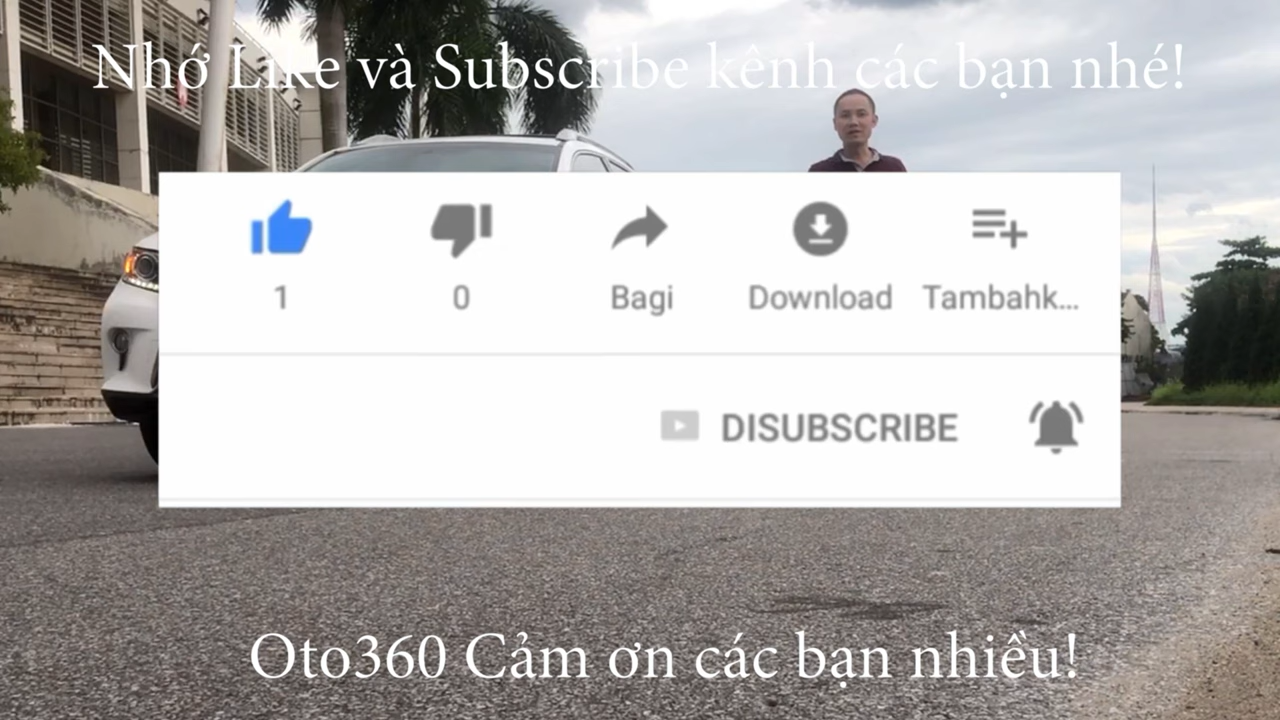 Nhớ Like và Subscribe kênh các bạn nhé!
1 0 Bagi Download Tambahk...
DISUBSCRIBE
Oto360 Cảm ơn các bạn nhiều!